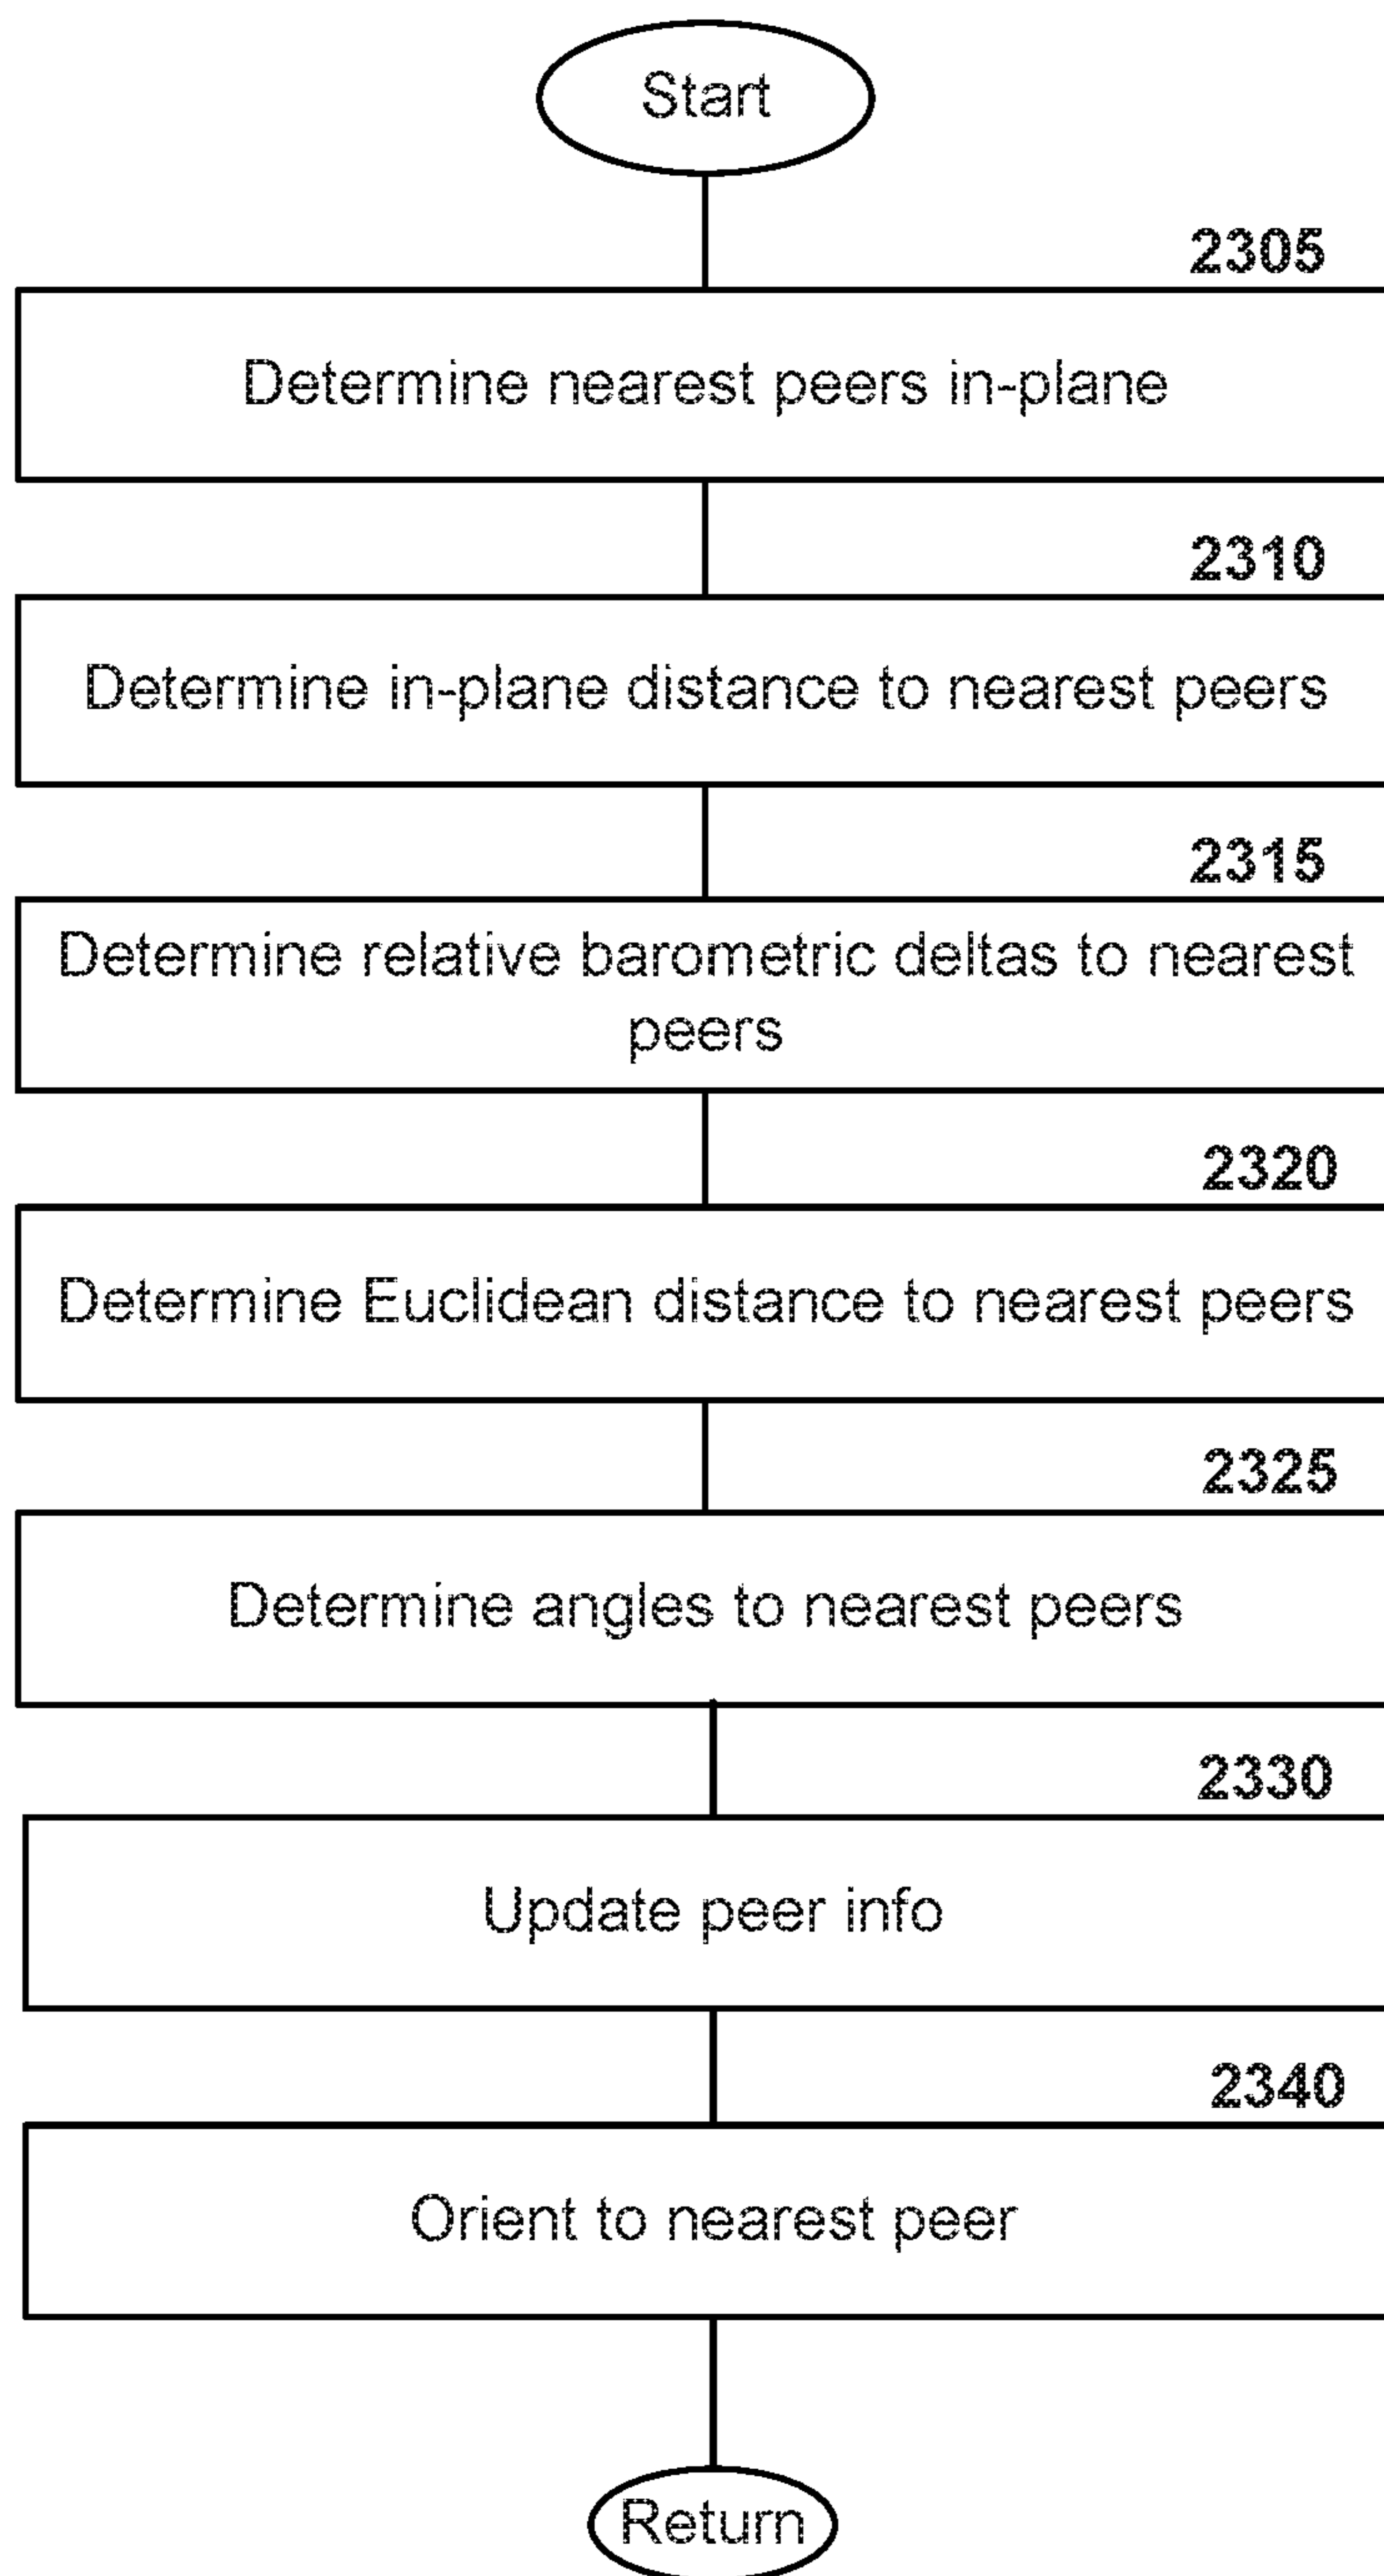 Start
2305
Determine nearest peers in-plane
2310
Determine in-plane distance to nearest peers
2315
Determine relative barometric deltas to nearest
peers
2320
Determine Euclidean distance to nearest peers
2325
Determine angles to nearest peers
2330
Update peer info
2340
Orient to nearest peer
Return